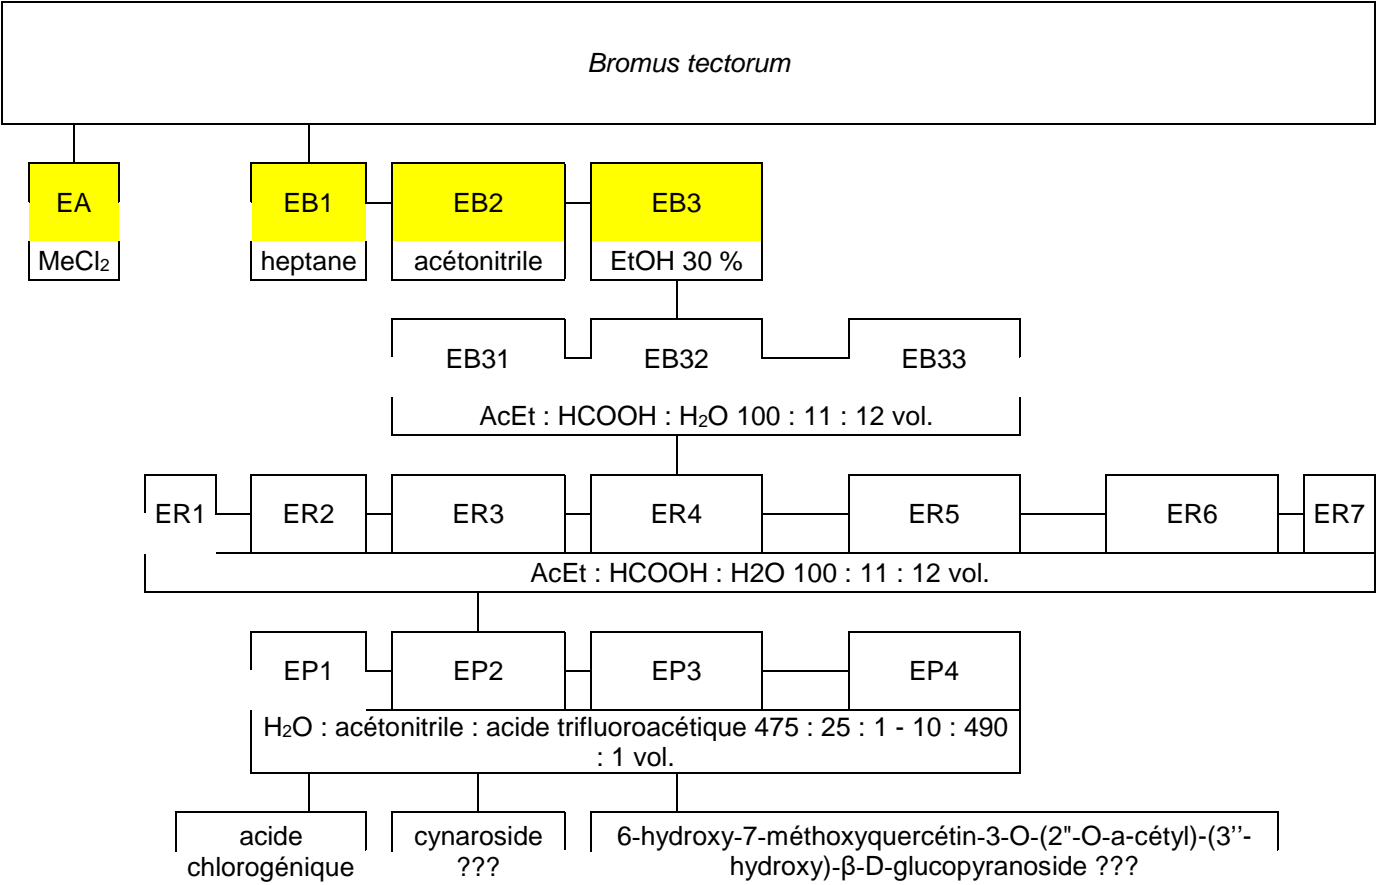 Bromus tectorum
EA EB1 EB2 EB3
MeCl₂ heptane acétonitrile EtOH 30 %
EB31 EB32 EB33
AcEt : HCOOH : H₂O 100 : 11 : 12 vol.
ER1 ER2 ER3 ER4 ER5 ER6 ER7
AcEt : HCOOH : H2O 100 : 11 : 12 vol.
EP1 EP2 EP3 EP4
H₂O : acétonitrile : acide trifluoroacétique 475 : 25 : 1 - 10 : 490
: 1 vol.
acide
chlorogénique
cynaroside
???
6-hydroxy-7-méthoxyquercétin-3-O-(2"-O-a-cétyl)-(3''-
hydroxy)-β-D-glucopyranoside ???